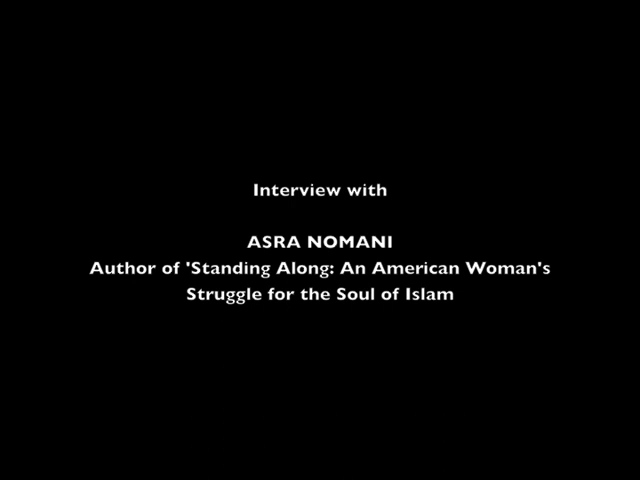 Interview with
ASRA NOMANI
Author of 'Standing Along: An American Woman's
Struggle for the Soul of Islam